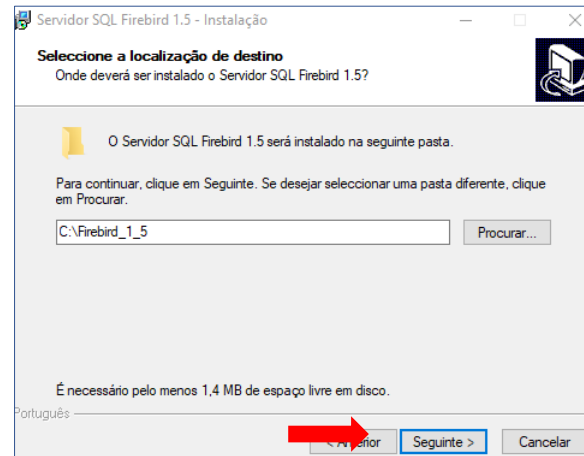 Servidor SQL Firebird 1.5 - Instalação
Seleccione a localização de destino
Onde deverá ser instalado o Servidor SQL Firebird 1.5?
O Servidor SQL Firebird 1.5 será instalado na seguinte pasta.
Para continuar, clique em Seguinte. Se desejar seleccionar uma pasta diferente, clique
em Procurar.
C:\Firebird_1_5
Procurar...
É necessário pelo menos 1,4 MB de espaço livre em disco.
Português
Seguinte >
Cancelar